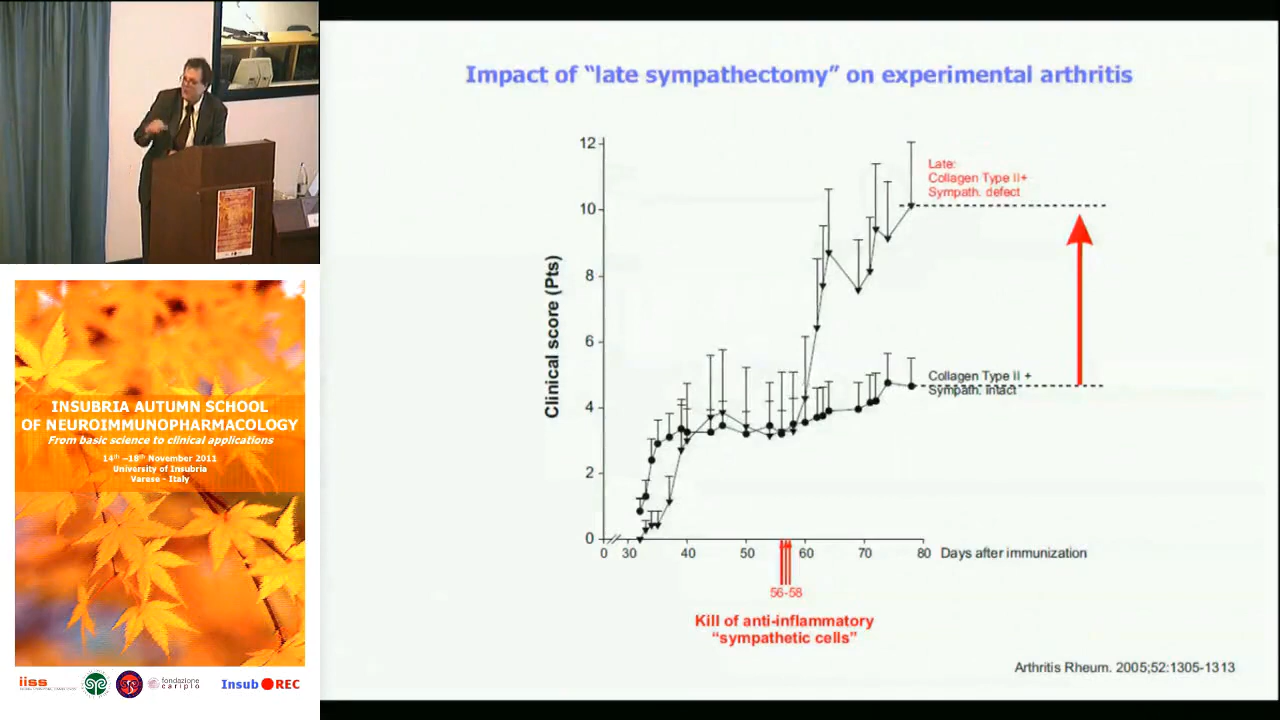 Impact of “late sympathectomy” on experimental arthritis
12
10
8
6
4
2
0
Clinical score (Pts)
Late:
Collagen Type II+
Sympath. defect
Collagen Type II +
Sympath. intact
0 30 40 50 60 70 80 Days after immunization
56-58
Kill of anti-inflammatory
“sympathetic cells”
Arthritis Rheum. 2005;52:1305-1313
INSUBRIA AUTUMN SCHOOL
OF NEUROIMMUNOPHARMACOLOGY
From basic science to clinical applications
14th –18th November 2011
University of Insubria
Varese - Italy
iiss
fondazione
cariplo
Insub REC